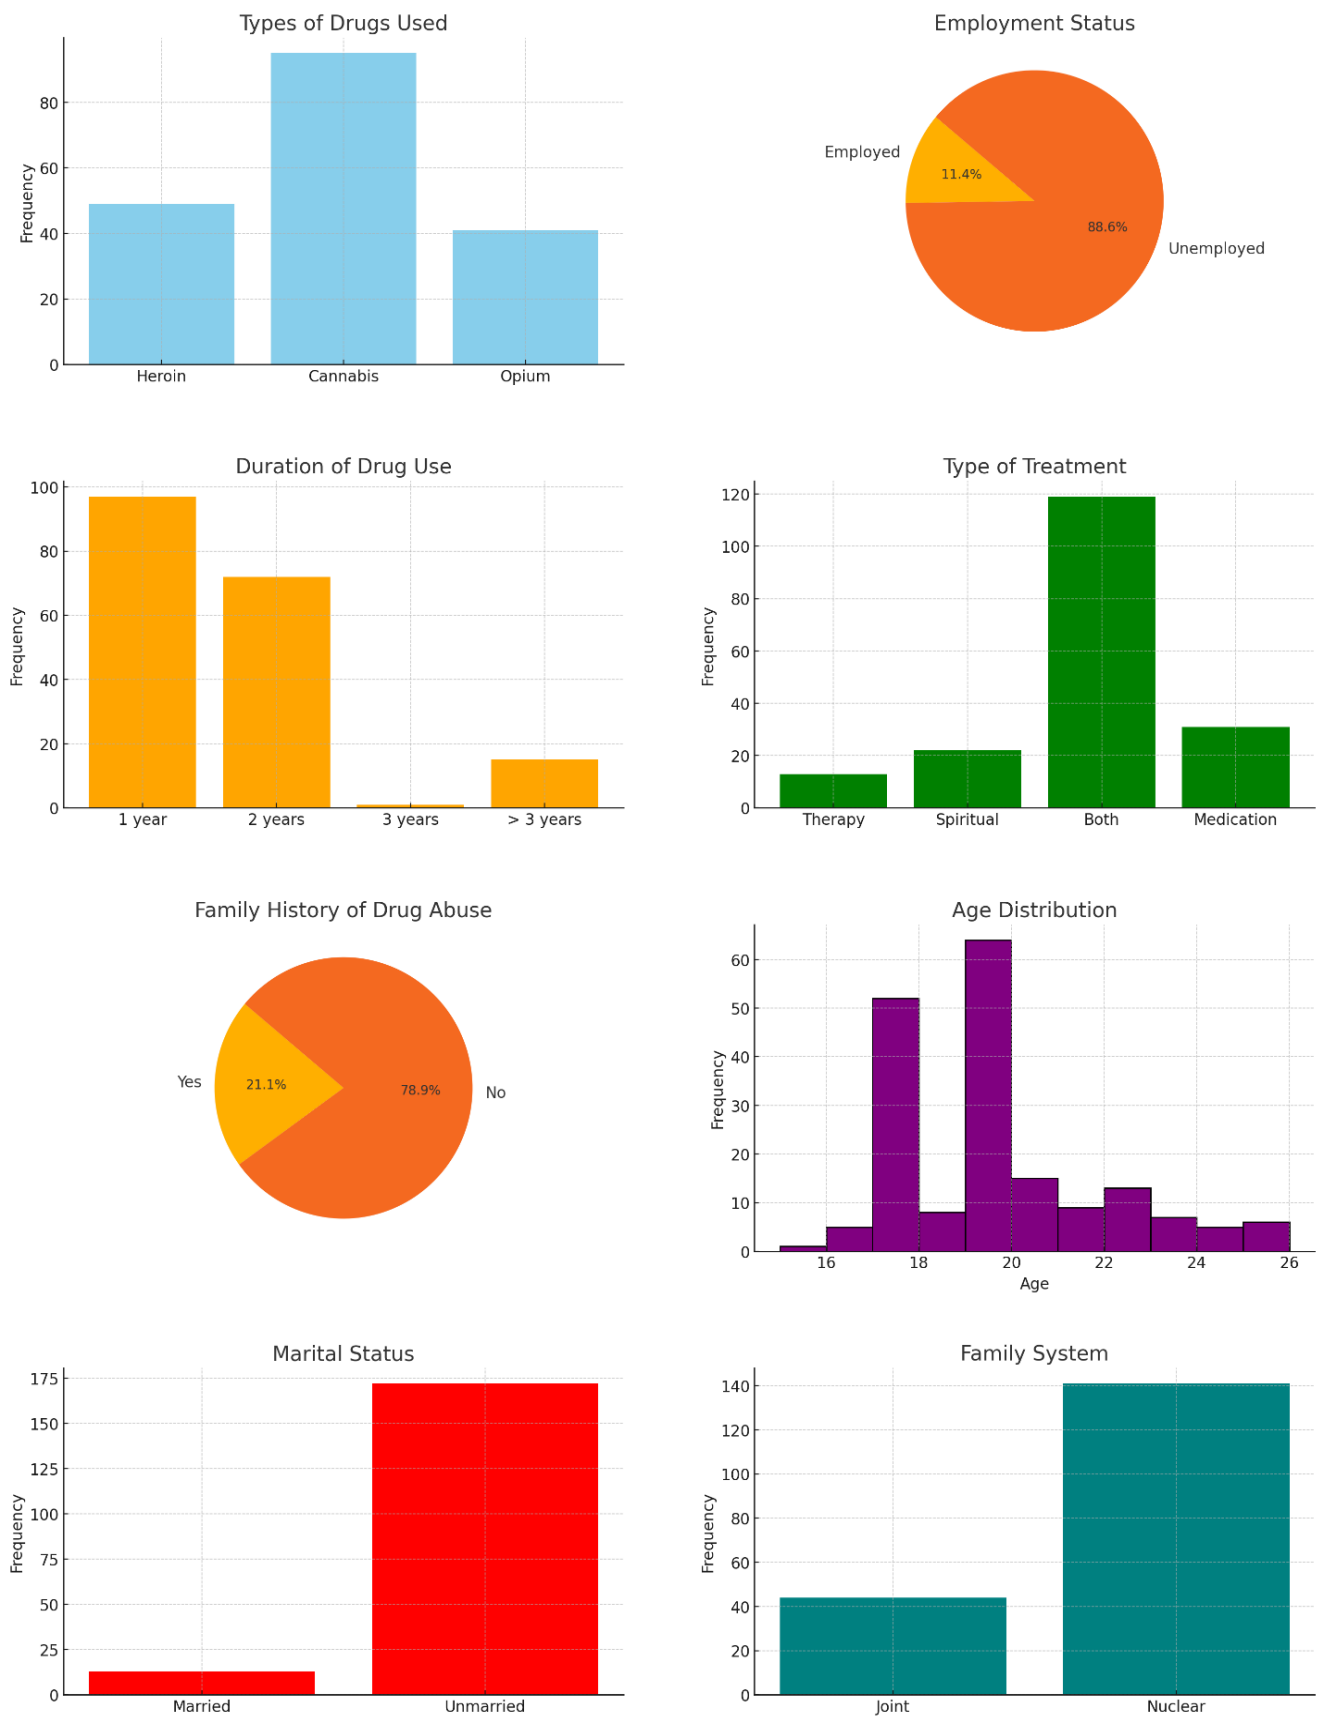 Types of Drugs Used
Frequency
80
60
40
20
0
Heroin Cannabis Opium
Employment Status
Employed
11.4%
88.6%
Unemployed
Duration of Drug Use
Frequency
100
80
60
40
20
0
1 year 2 years 3 years > 3 years
Type of Treatment
Frequency
120
100
80
60
40
20
0
Therapy Spiritual Both Medication
Family History of Drug Abuse
Yes
21.1%
78.9%
No
Age Distribution
Frequency
60
50
40
30
20
10
0
16 18 20 22 24 26
Age
Marital Status
Frequency
175
150
125
100
75
50
25
0
Married Unmarried
Family System
Frequency
140
120
100
80
60
40
20
0
Joint Nuclear